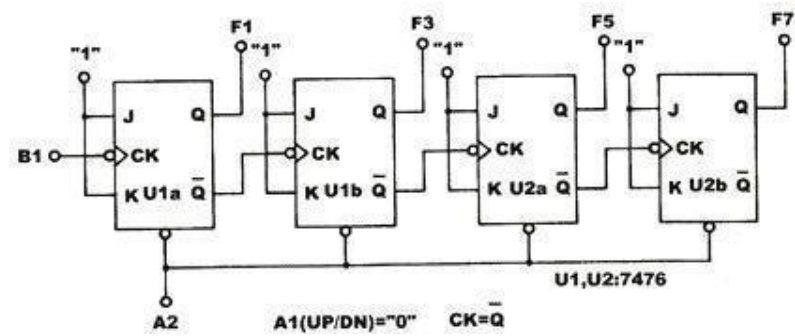 F1
F3
F5
F7
"1"
"1"
"1"
"1"
J Q
J Q
J Q
J Q
B1
CK
CK
CK
CK
K U1a Q̅
K U1b Q̅
K U2a Q̅
K U2b Q̅
U1,U2:7476
A2
A1(UP/DN)="0" CK=Q̅